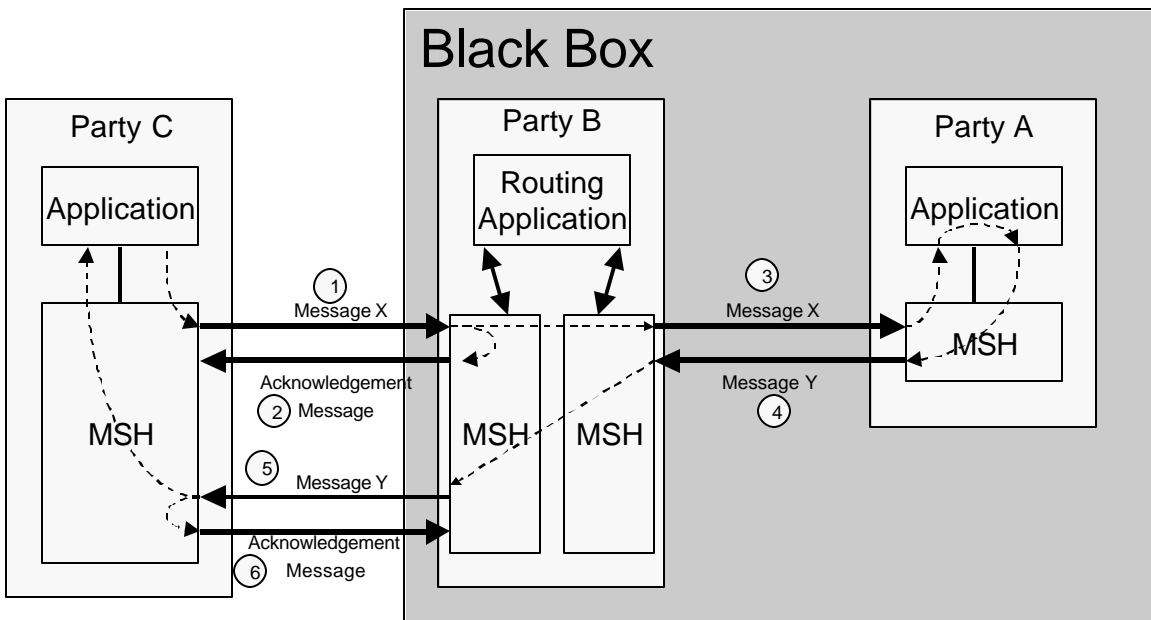 Black Box
Party C
Party B
Party A
Application
Routing
Application
Application
1
Message X
3
Message X
MSH
Acknowledgement
2 Message
Message Y
4
MSH
MSH
MSH
5
Message Y
Acknowledgement
6 Message